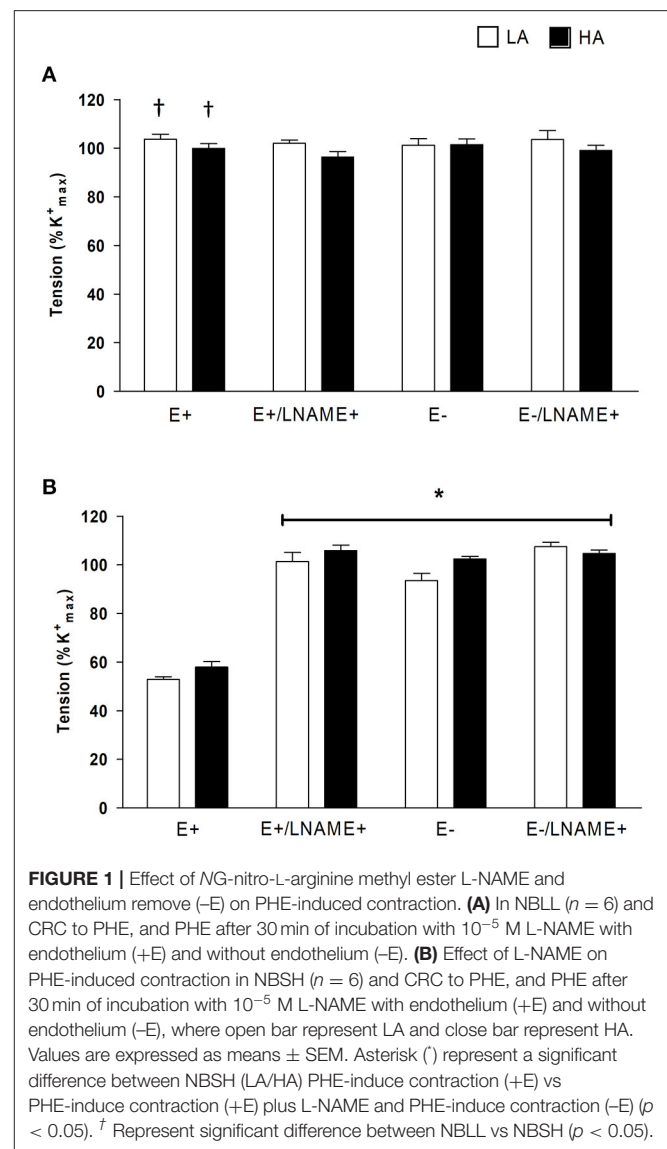 LA HA
A
†
†
120
100
80
60
40
20
0
Tension (% K⁺max)
E+ E+/LNAME+ E- E-/LNAME+
B
*
120
100
80
60
40
20
0
Tension (% K⁺max)
E+ E+/LNAME+ E- E-/LNAME+
FIGURE 1 | Effect of NG-nitro-L-arginine methyl ester L-NAME and
endothelium remove (–E) on PHE-induced contraction. (A) In NBLL (n = 6) and
CRC to PHE, and PHE after 30 min of incubation with 10⁻⁵ M L-NAME with
endothelium (+E) and without endothelium (–E). (B) Effect of L-NAME on
PHE-induced contraction in NBSH (n = 6) and CRC to PHE, and PHE after
30 min of incubation with 10⁻⁵ M L-NAME with endothelium (+E) and without
endothelium (–E), where open bar represent LA and close bar represent HA.
Values are expressed as means ± SEM. Asterisk (*) represent a significant
difference between NBSH (LA/HA) PHE-induce contraction (+E) vs
PHE-induce contraction (+E) plus L-NAME and PHE-induce contraction (–E) (p
< 0.05). † Represent significant difference between NBLL vs NBSH (p < 0.05).